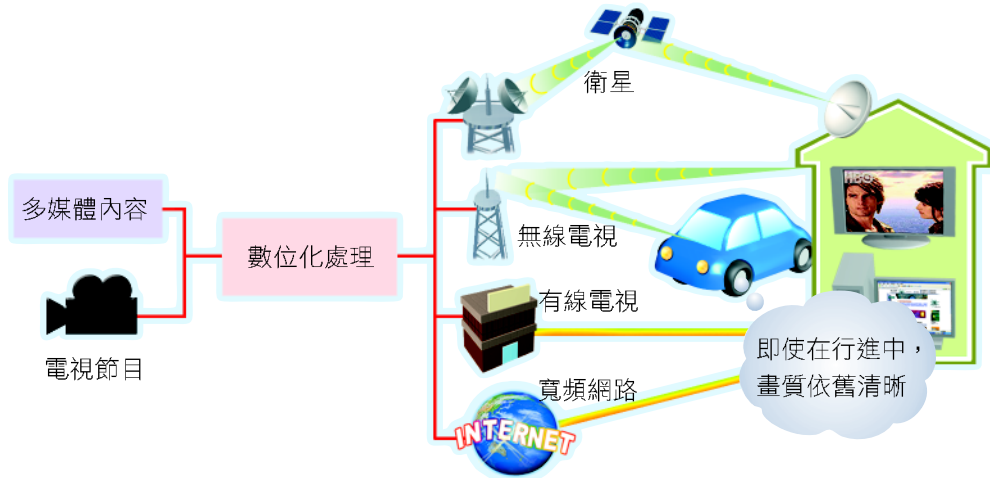 多媒體內容
電視節目
數位化處理
衛星
無線電視
有線電視
寬頻網路
INTERNET
HBO
即使在行進中，
畫質依舊清晰